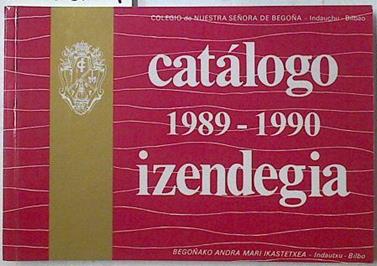 COLEGIO de NUESTRA SEÑORA DE BEGOÑA - Indauchu - Bilbao
catálogo
1989 - 1990
izendegia
BEGOÑAKO ANDRA MARI IKASTETXEA - Indautxu - Bilbo